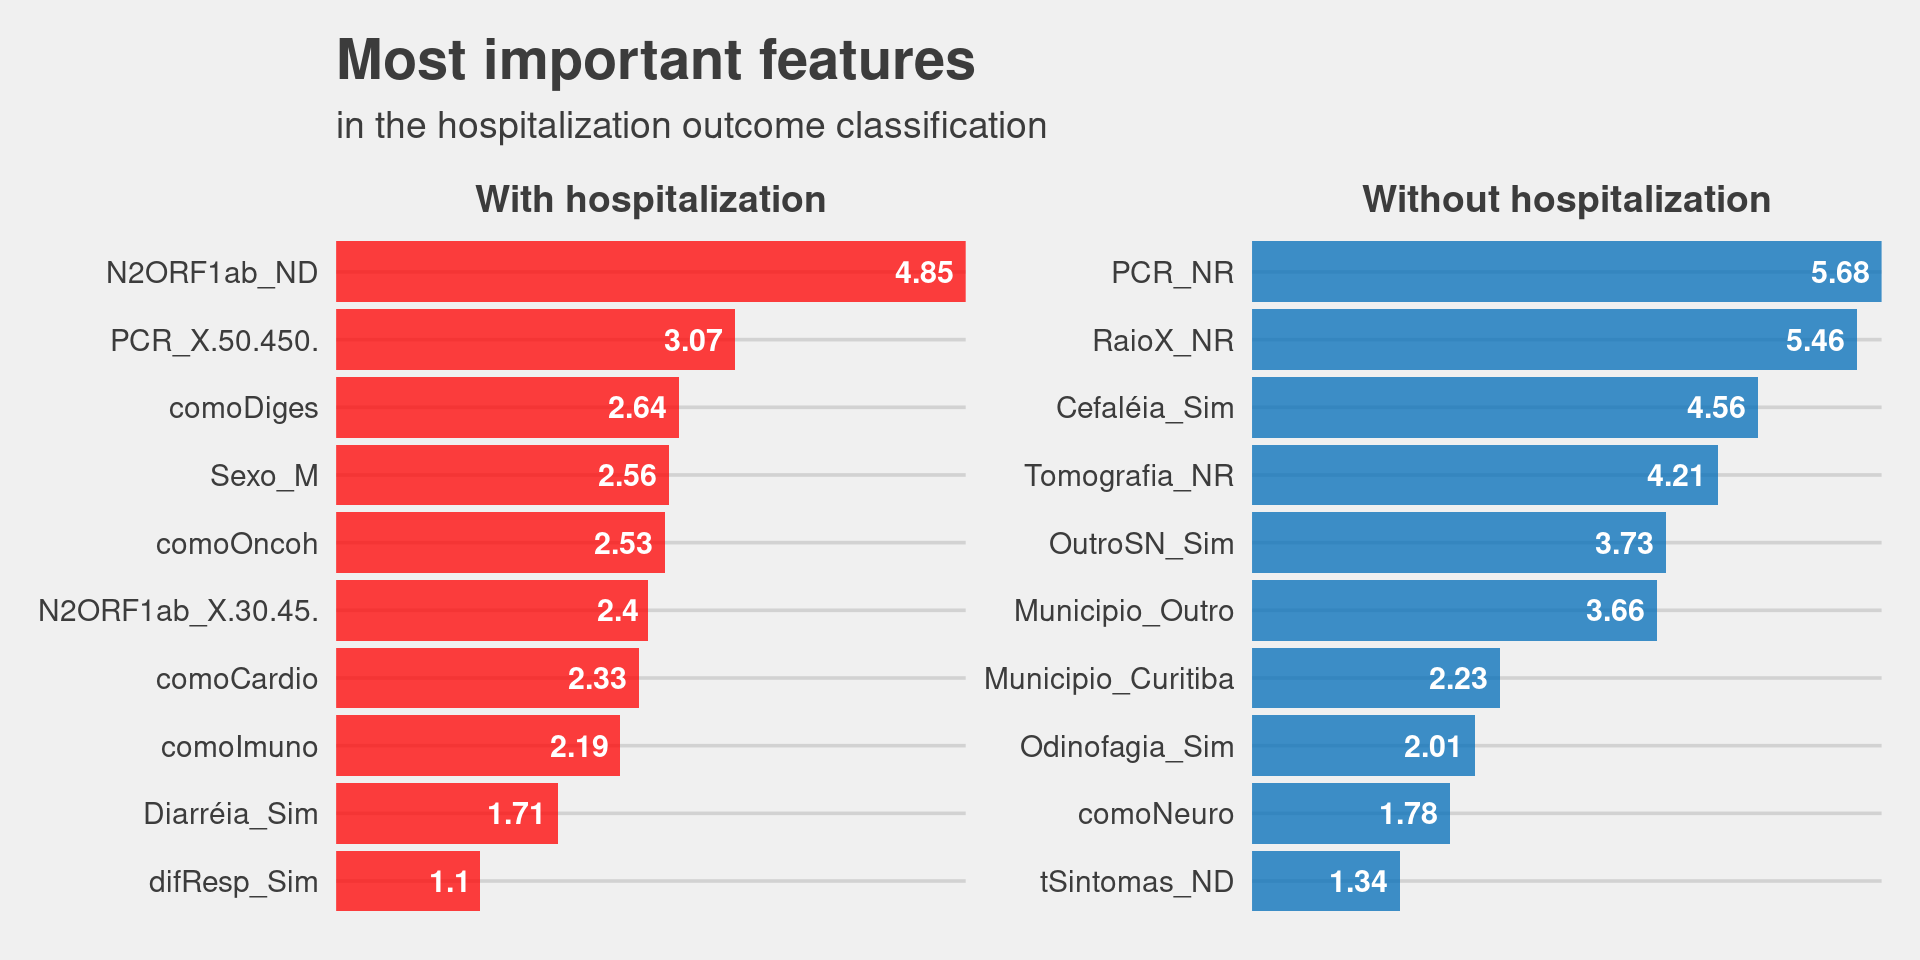 Most important features
in the hospitalization outcome classification
With hospitalization
N2ORF1ab_ND 4.85
PCR_X.50.450. 3.07
comoDiges 2.64
Sexo_M 2.56
comoOncoh 2.53
N2ORF1ab_X.30.45. 2.4
comoCardio 2.33
comoImuno 2.19
Diarréia_Sim 1.71
difResp_Sim 1.1
Without hospitalization
PCR_NR 5.68
RaioX_NR 5.46
Cefaléia_Sim 4.56
Tomografia_NR 4.21
OutroSN_Sim 3.73
Municipio_Outro 3.66
Municipio_Curitiba 2.23
Odinofagia_Sim 2.01
comoNeuro 1.78
tSintomas_ND 1.34